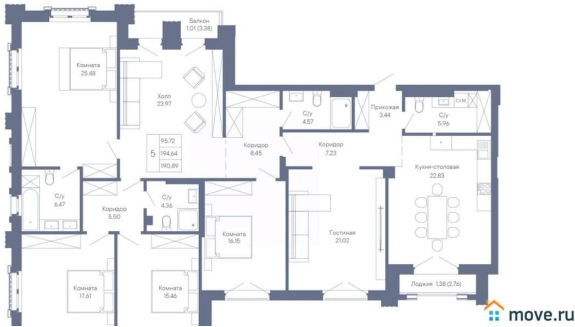 Балкон
1.01 (3.38)
Комната
25.48
Холл
23.97
С/у
4.57
Прихожая
3.44
С/у
5.96
Коридор
8.45
Коридор
7.23
95.72
5 194.64
190.89
Кухня-столовая
22.83
С/у
6.47
Коридор
5.50
С/у
4.36
Комната
16.15
Гостиная
21.02
Комната
17.61
Комната
15.46
Лоджия 1.38 (2.76)
move.ru